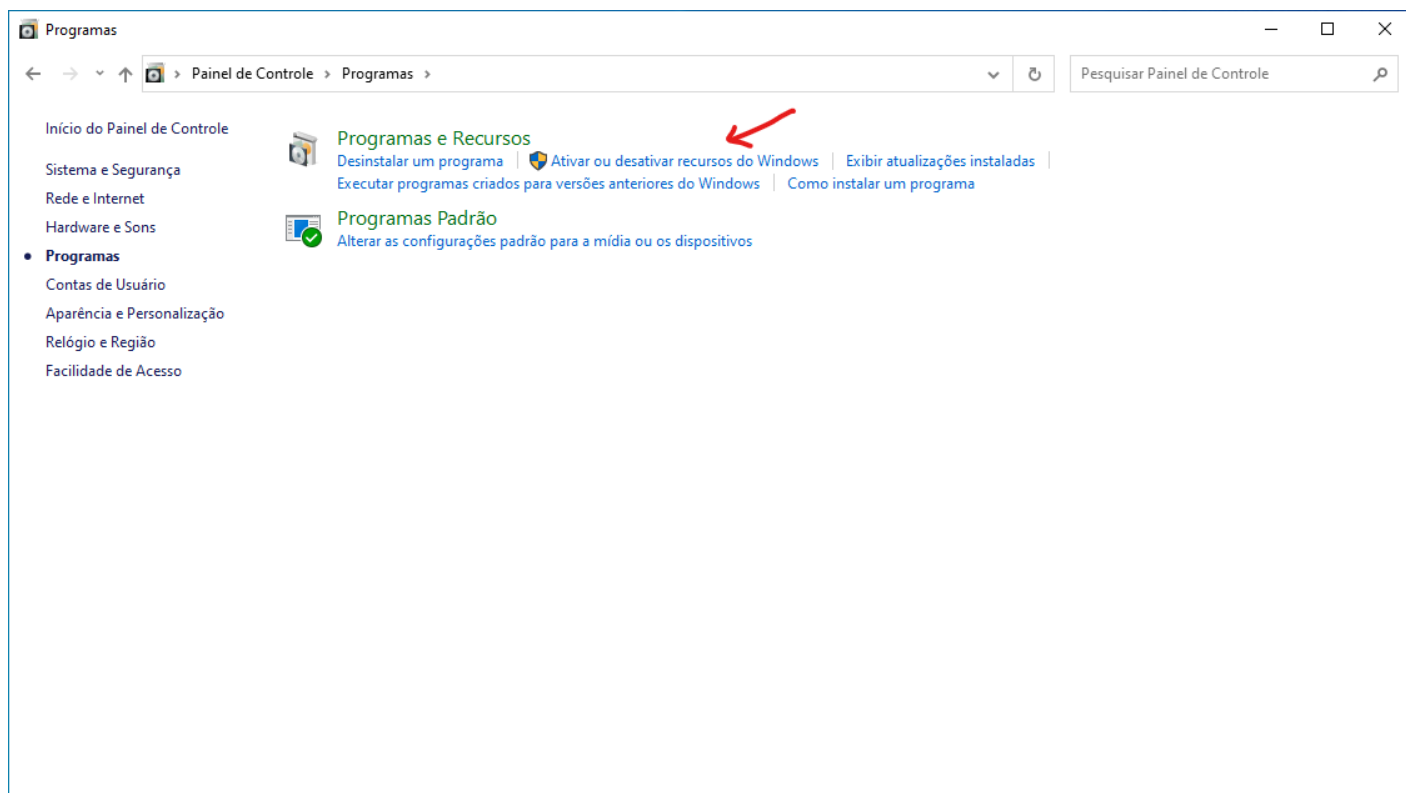 Programas
Painel de Controle › Programas ›
Pesquisar Painel de Controle
Início do Painel de Controle
Sistema e Segurança
Rede e Internet
Hardware e Sons
Programas
Contas de Usuário
Aparência e Personalização
Relógio e Região
Facilidade de Acesso
Programas e Recursos
Desinstalar um programa
Ativar ou desativar recursos do Windows
Exibir atualizações instaladas
Executar programas criados para versões anteriores do Windows
Como instalar um programa
Programas Padrão
Alterar as configurações padrão para a mídia ou os dispositivos